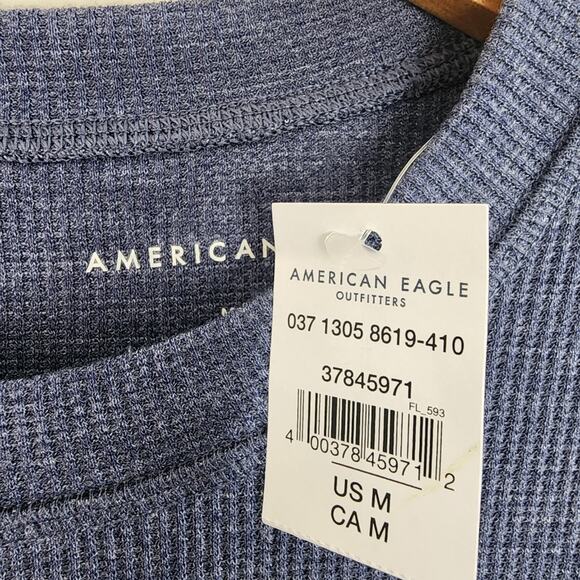 AMERICAN
AMERICAN EAGLE
OUTFITTERS
037 1305 8619-410
37845971
FL_593
4 00378 45971 2
US M
CA M